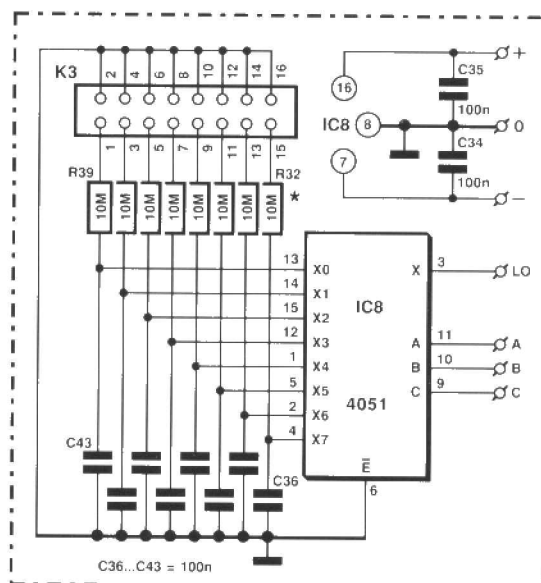 K3
2 4 6 8 10 12 14 16
1 3 5 7 9 11 13 15
R39
R32
10M 10M 10M 10M 10M 10M 10M 10M
*
16
C35
100n
+
IC8 8
0
7
C34
100n
−
13 X0
14 X1
15 X2
12 X3
1 X4
5 X5
2 X6
4 X7
IC8
4051
X 3 LO
A 11 A
B 10 B
C 9 C
E̅
6
C43
C36
C36...C43 = 100n